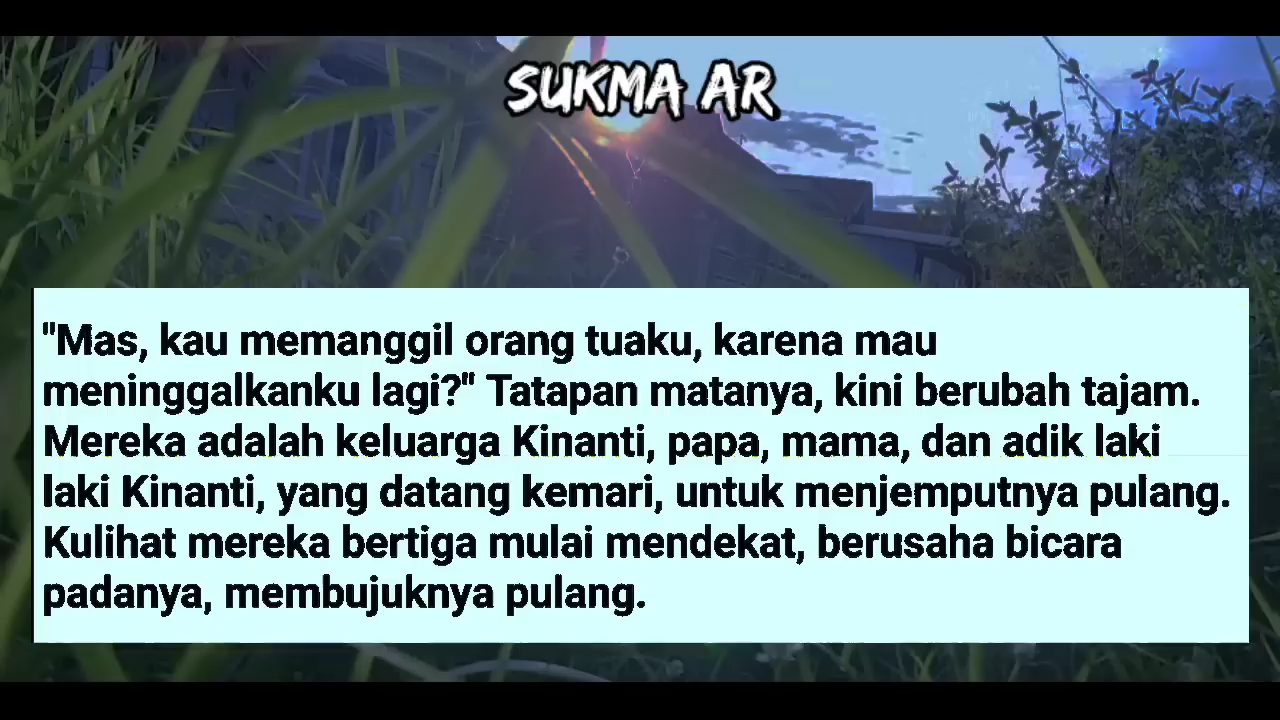 SUKMA AR
"Mas, kau memanggil orang tuaku, karena mau
meninggalkanku lagi?" Tatapan matanya, kini berubah tajam.
Mereka adalah keluarga Kinanti, papa, mama, dan adik laki
laki Kinanti, yang datang kemari, untuk menjemputnya pulang.
Kulihat mereka bertiga mulai mendekat, berusaha bicara
padanya, membujuknya pulang.